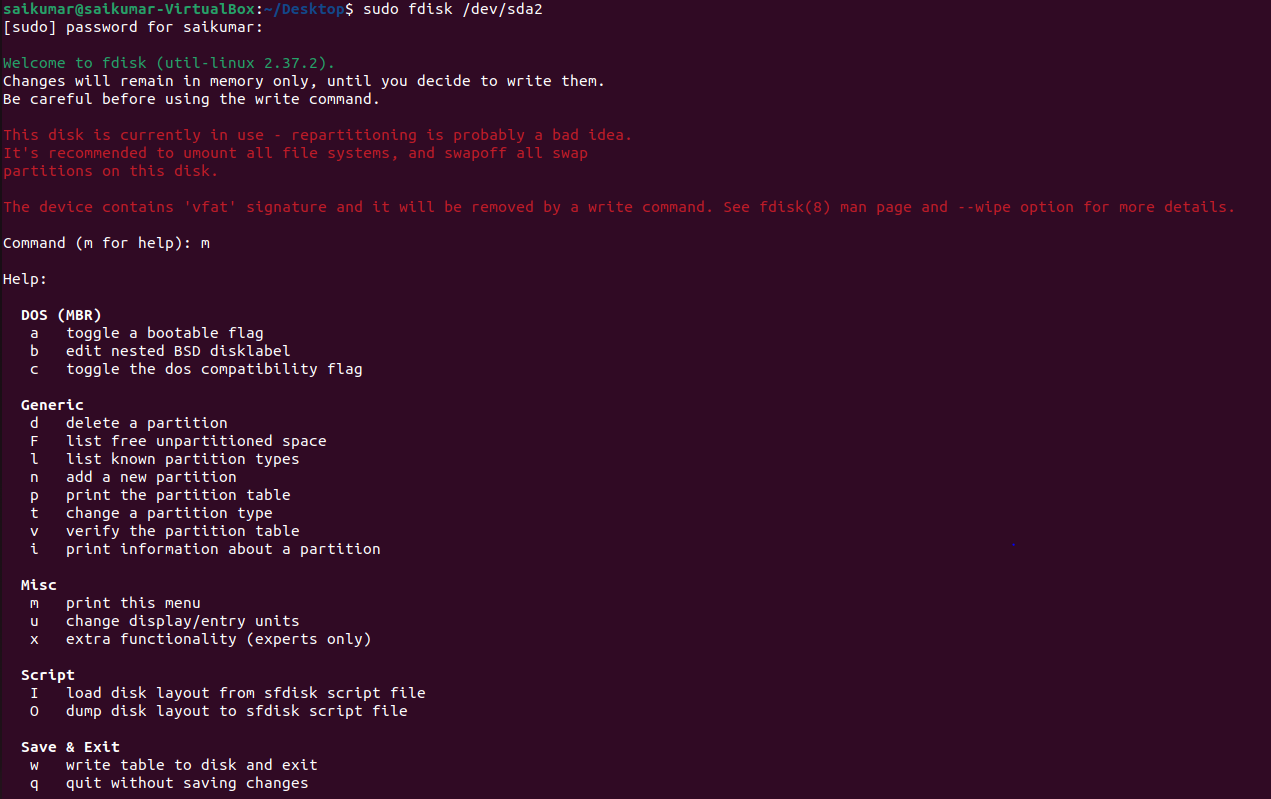 saikumar@saikumar-VirtualBox:~/Desktop$ sudo fdisk /dev/sda2
[sudo] password for saikumar:
Welcome to fdisk (util-linux 2.37.2).
Changes will remain in memory only, until you decide to write them.
Be careful before using the write command.
This disk is currently in use - repartitioning is probably a bad idea.
It's recommended to umount all file systems, and swapoff all swap
partitions on this disk.
The device contains 'vfat' signature and it will be removed by a write command. See fdisk(8) man page and --wipe option for more details.
Command (m for help): m
Help:
DOS (MBR)
a   toggle a bootable flag
b   edit nested BSD disklabel
c   toggle the dos compatibility flag
Generic
d   delete a partition
F   list free unpartitioned space
l   list known partition types
n   add a new partition
p   print the partition table
t   change a partition type
v   verify the partition table
i   print information about a partition
Misc
m   print this menu
u   change display/entry units
x   extra functionality (experts only)
Script
I   load disk layout from sfdisk script file
O   dump disk layout to sfdisk script file
Save & Exit
w   write table to disk and exit
q   quit without saving changes